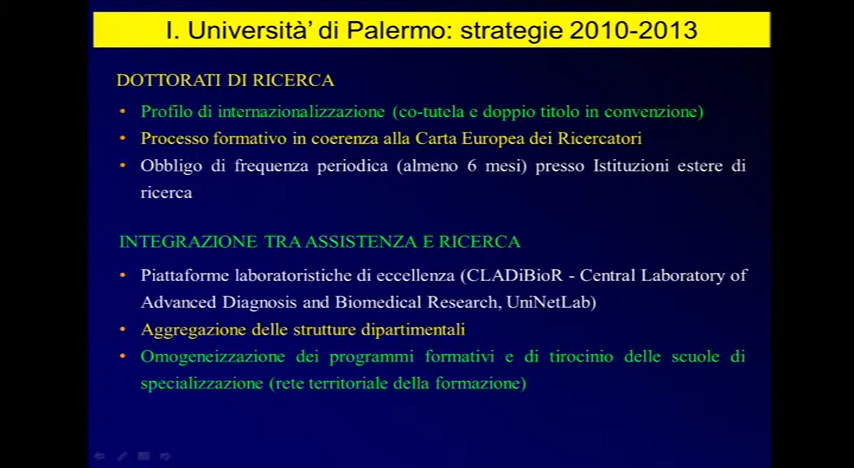 I. Università' di Palermo: strategie 2010-2013
DOTTORATI DI RICERCA
• Profilo di internazionalizzazione (co-tutela e doppio titolo in convenzione)
• Processo formativo in coerenza alla Carta Europea dei Ricercatori
• Obbligo di frequenza periodica (almeno 6 mesi) presso Istituzioni estere di
ricerca
INTEGRAZIONE TRA ASSISTENZA E RICERCA
• Piattaforme laboratoristiche di eccellenza (CLADiBioR - Central Laboratory of
Advanced Diagnosis and Biomedical Research, UniNetLab)
• Aggregazione delle strutture dipartimentali
• Omogeneizzazione dei programmi formativi e di tirocinio delle scuole di
specializzazione (rete territoriale della formazione)